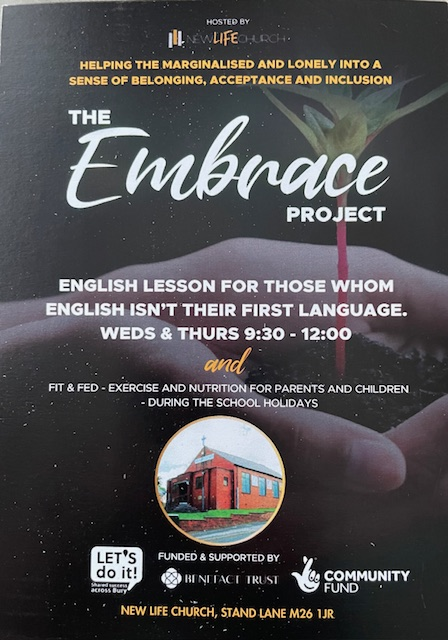 HOSTED BY
NEW LIFE CHURCH
HELPING THE MARGINALISED AND LONELY INTO A
SENSE OF BELONGING, ACCEPTANCE AND INCLUSION
THE
Embrace
PROJECT
ENGLISH LESSON FOR THOSE WHOM
ENGLISH ISN'T THEIR FIRST LANGUAGE.
WEDS & THURS 9:30 - 12:00
and
FIT & FED - EXERCISE AND NUTRITION FOR PARENTS AND CHILDREN
- DURING THE SCHOOL HOLIDAYS
FUNDED & SUPPORTED BY
LET'S
do it!
Shared success
across Bury
BENEFACT TRUST
COMMUNITY
FUND
NEW LIFE CHURCH, STAND LANE M26 1JR